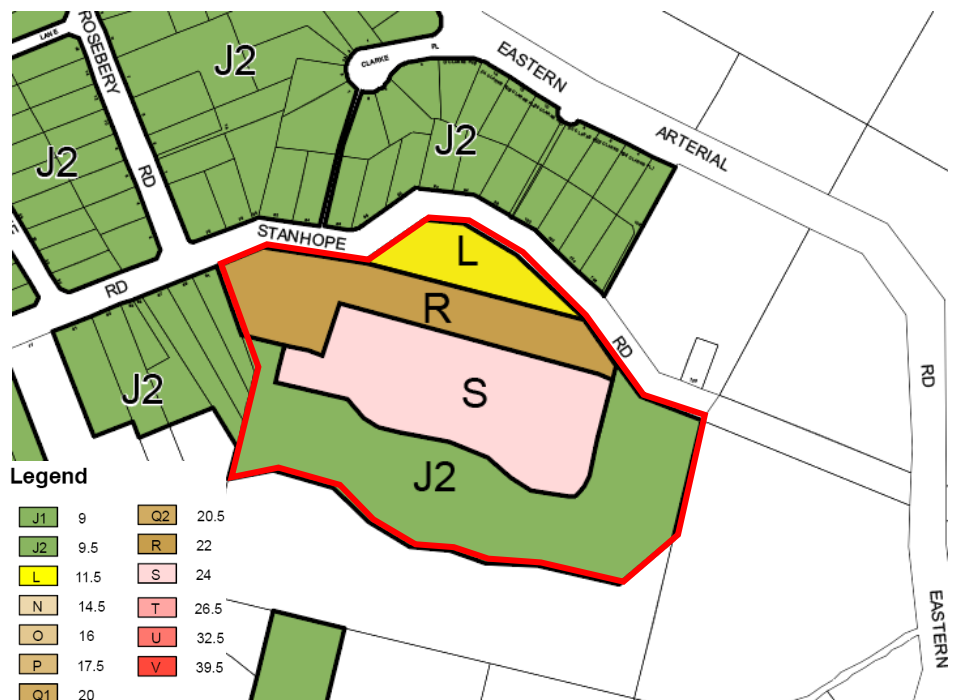 LANE
ROSEBERY
RD
J2
J2
CLARKE
PL
EASTERN
ARTERIAL
J2
STANHOPE
RD
L
R
RD
S
J2
J2
RD
EASTERN
Legend
J1 9
J2 9.5
L 11.5
N 14.5
O 16
P 17.5
Q1 20
Q2 20.5
R 22
S 24
T 26.5
U 32.5
V 39.5